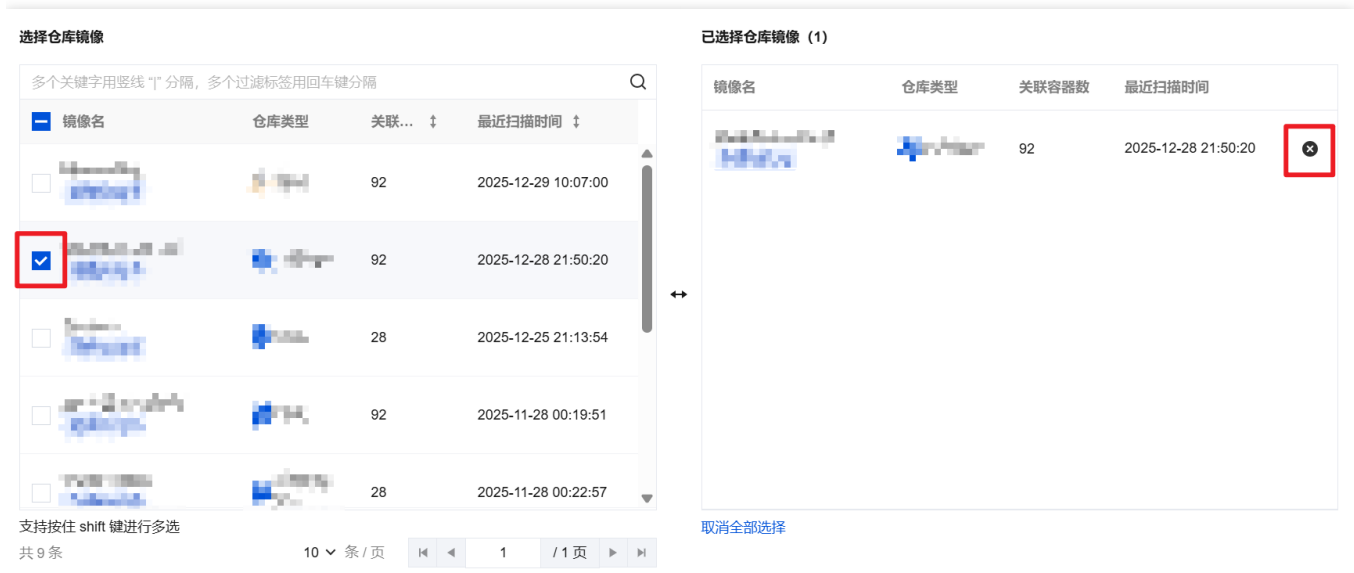 选择仓库镜像
已选择仓库镜像（1）
多个关键字用竖线 "|" 分隔，多个过滤标签用回车键分隔
镜像名 仓库类型 关联... 最近扫描时间
镜像名 仓库类型 关联容器数 最近扫描时间
92 2025-12-29 10:07:00
92 2025-12-28 21:50:20
92 2025-12-28 21:50:20
28 2025-12-25 21:13:54
92 2025-11-28 00:19:51
28 2025-11-28 00:22:57
支持按住 shift 键进行多选
取消全部选择
共 9 条 10 条 / 页 1 / 1 页